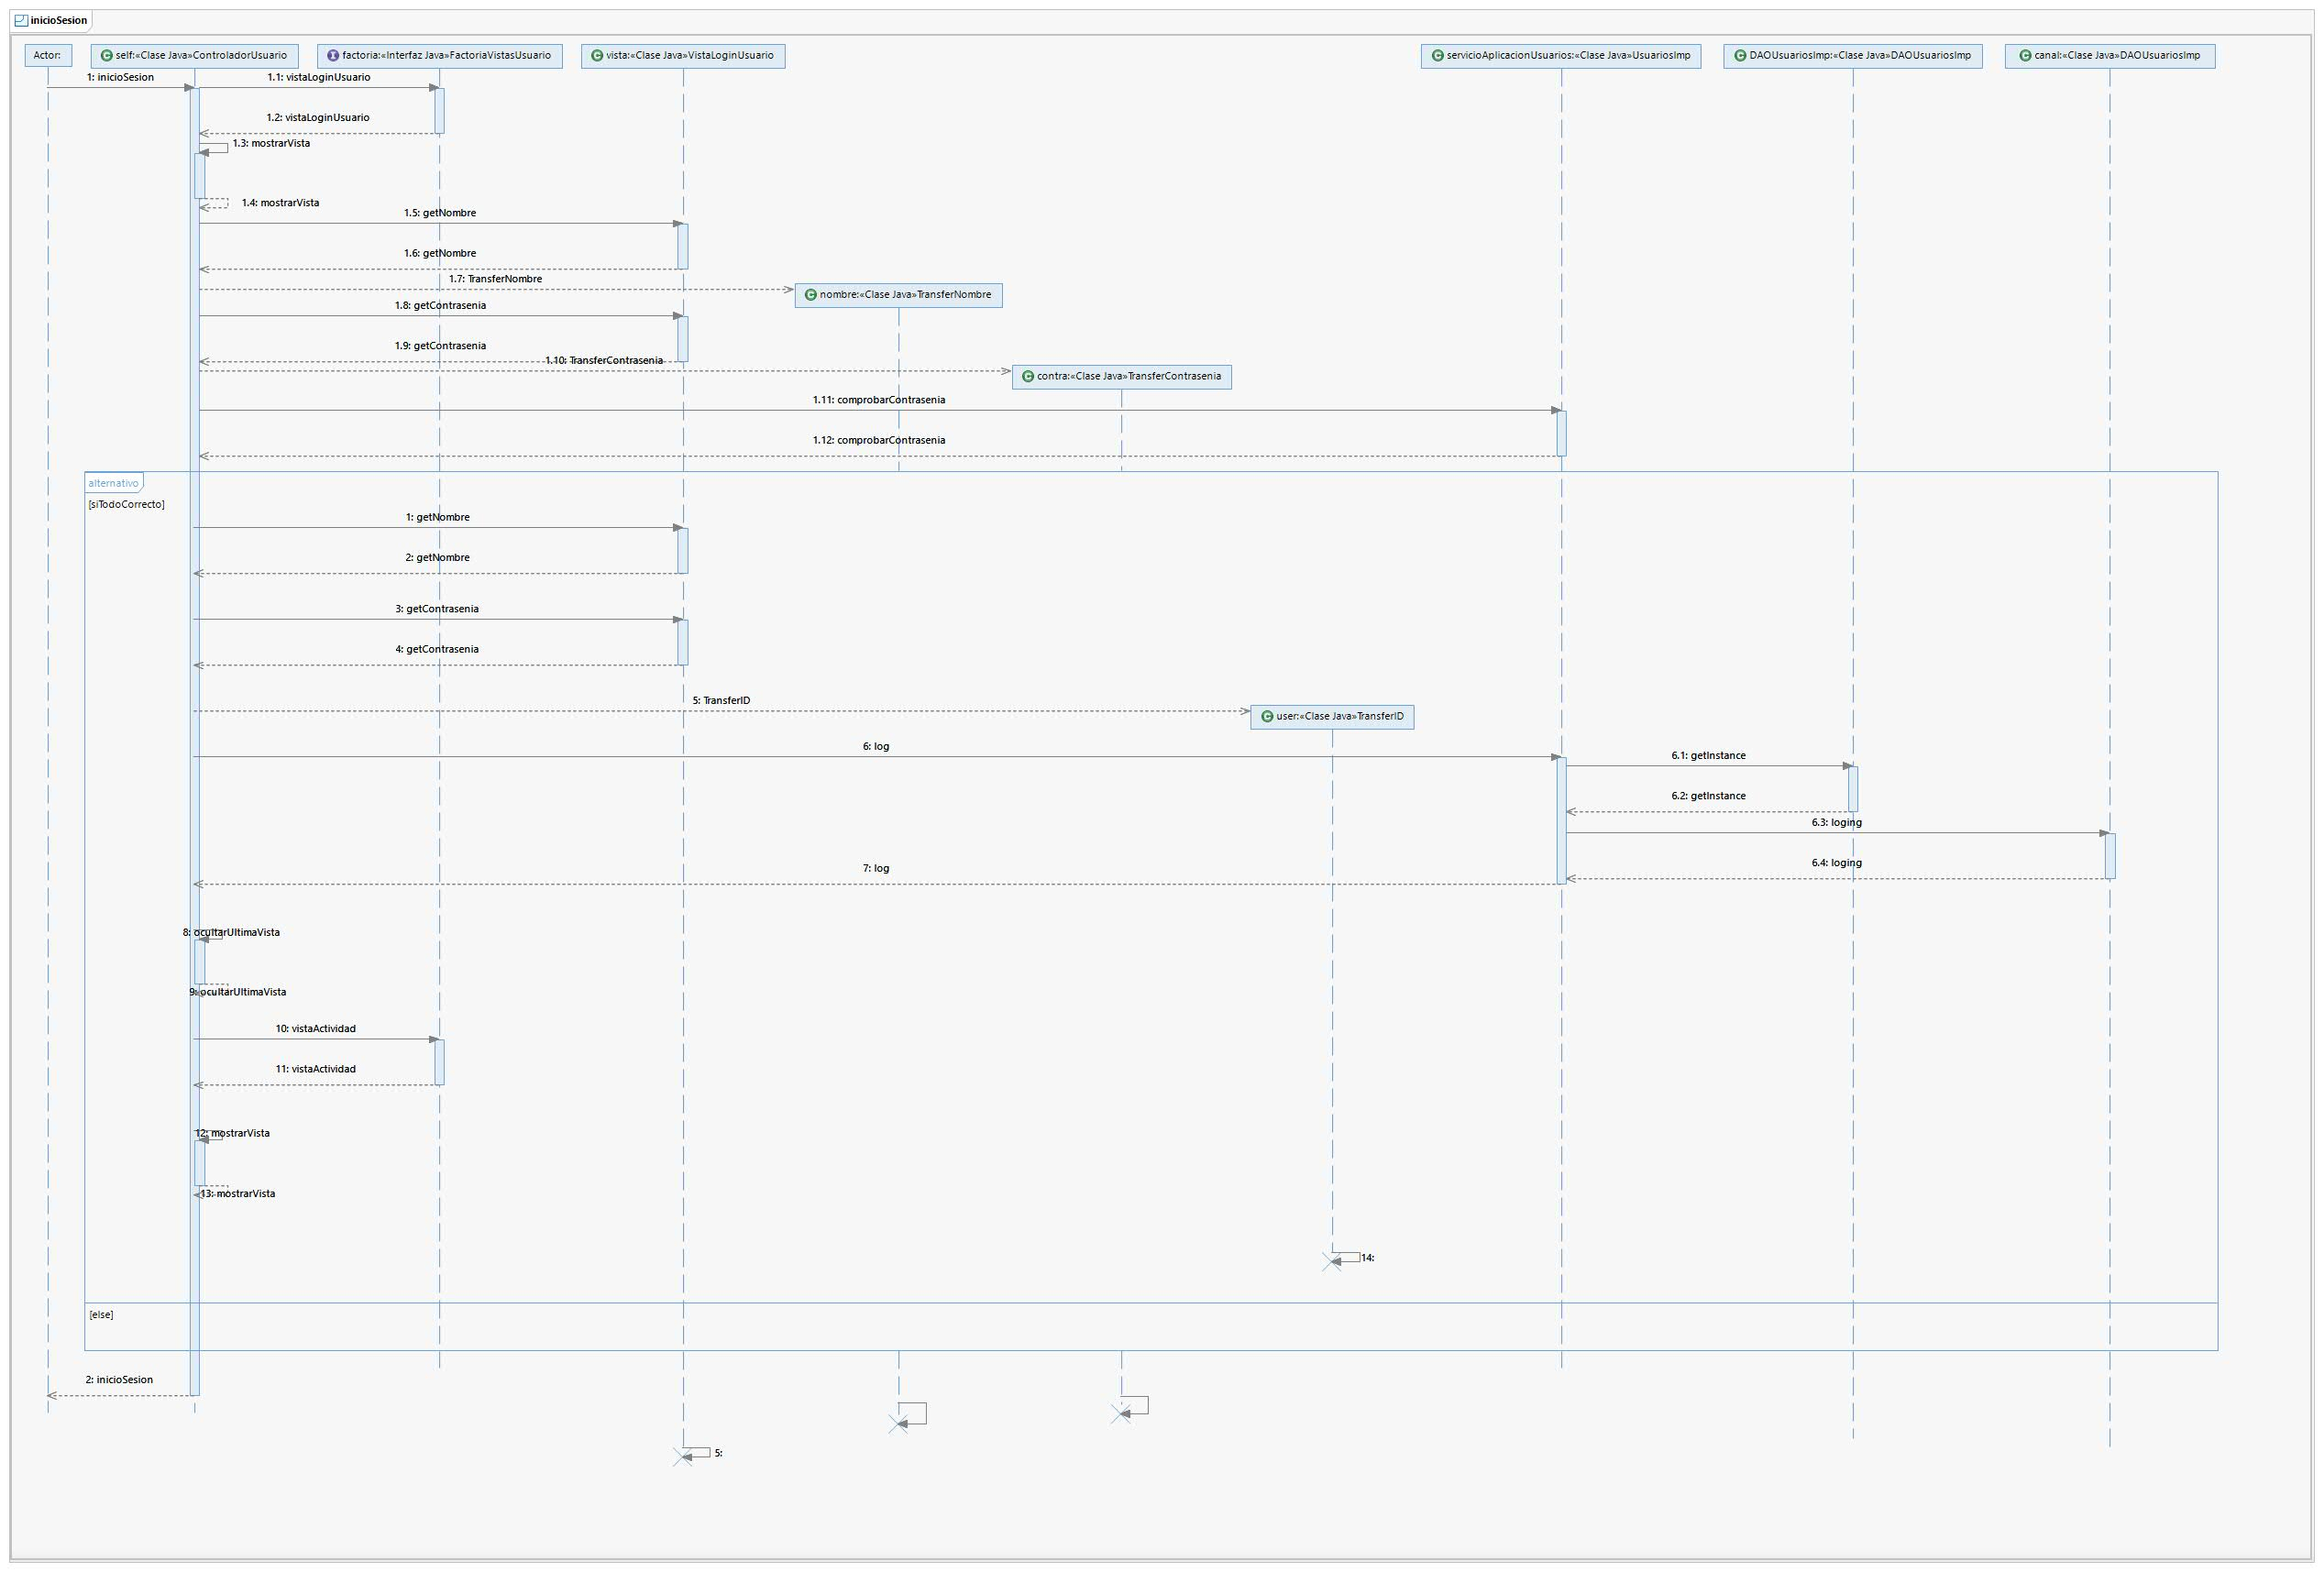 inicioSesion
Actor:
self:«Clase Java»ControladorUsuario
factoria:«Interfaz Java»FactoriaVistasUsuario
vista:«Clase Java»VistaLoginUsuario
servicioAplicacionUsuarios:«Clase Java»UsuariosImp
DAOUsuariosImp:«Clase Java»DAOUsuariosImp
canal:«Clase Java»DAOUsuariosImp
1: inicioSesion
1.1: vistaLoginUsuario
1.2: vistaLoginUsuario
1.3: mostrarVista
1.4: mostrarVista
1.5: getNombre
1.6: getNombre
1.7: TransferNombre
nombre:«Clase Java»TransferNombre
1.8: getContrasenia
1.9: getContrasenia
1.10: TransferContrasenia
contra:«Clase Java»TransferContrasenia
1.11: comprobarContrasenia
1.12: comprobarContrasenia
alternativo
[siTodoCorrecto]
1: getNombre
2: getNombre
3: getContrasenia
4: getContrasenia
5: TransferID
user:«Clase Java»TransferID
6: log
6.1: getInstance
6.2: getInstance
6.3: loging
6.4: loging
7: log
8: ocultarUltimaVista
9: ocultarUltimaVista
10: vistaActividad
11: vistaActividad
12: mostrarVista
13: mostrarVista
14:
[else]
2: inicioSesion
5: